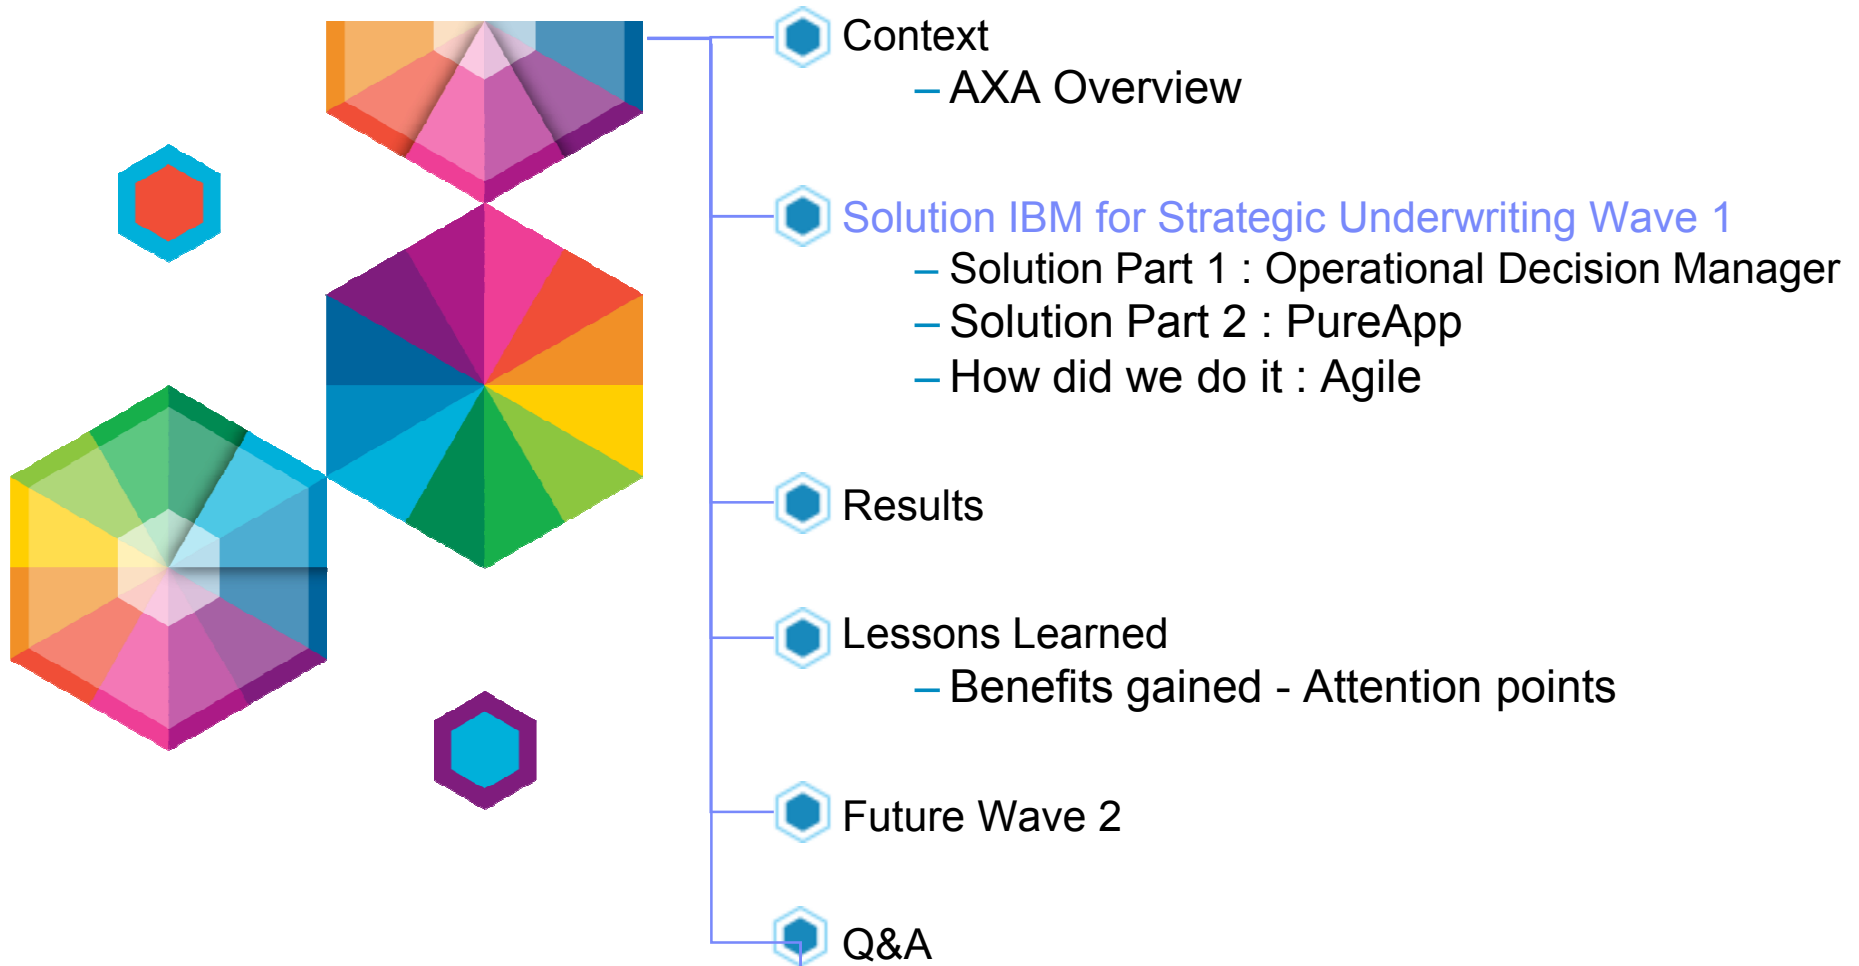 Context
– AXA Overview
Solution IBM for Strategic Underwriting Wave 1
– Solution Part 1 : Operational Decision Manager
– Solution Part 2 : PureApp
– How did we do it : Agile
Results
Lessons Learned
– Benefits gained - Attention points
Future Wave 2
Q&A